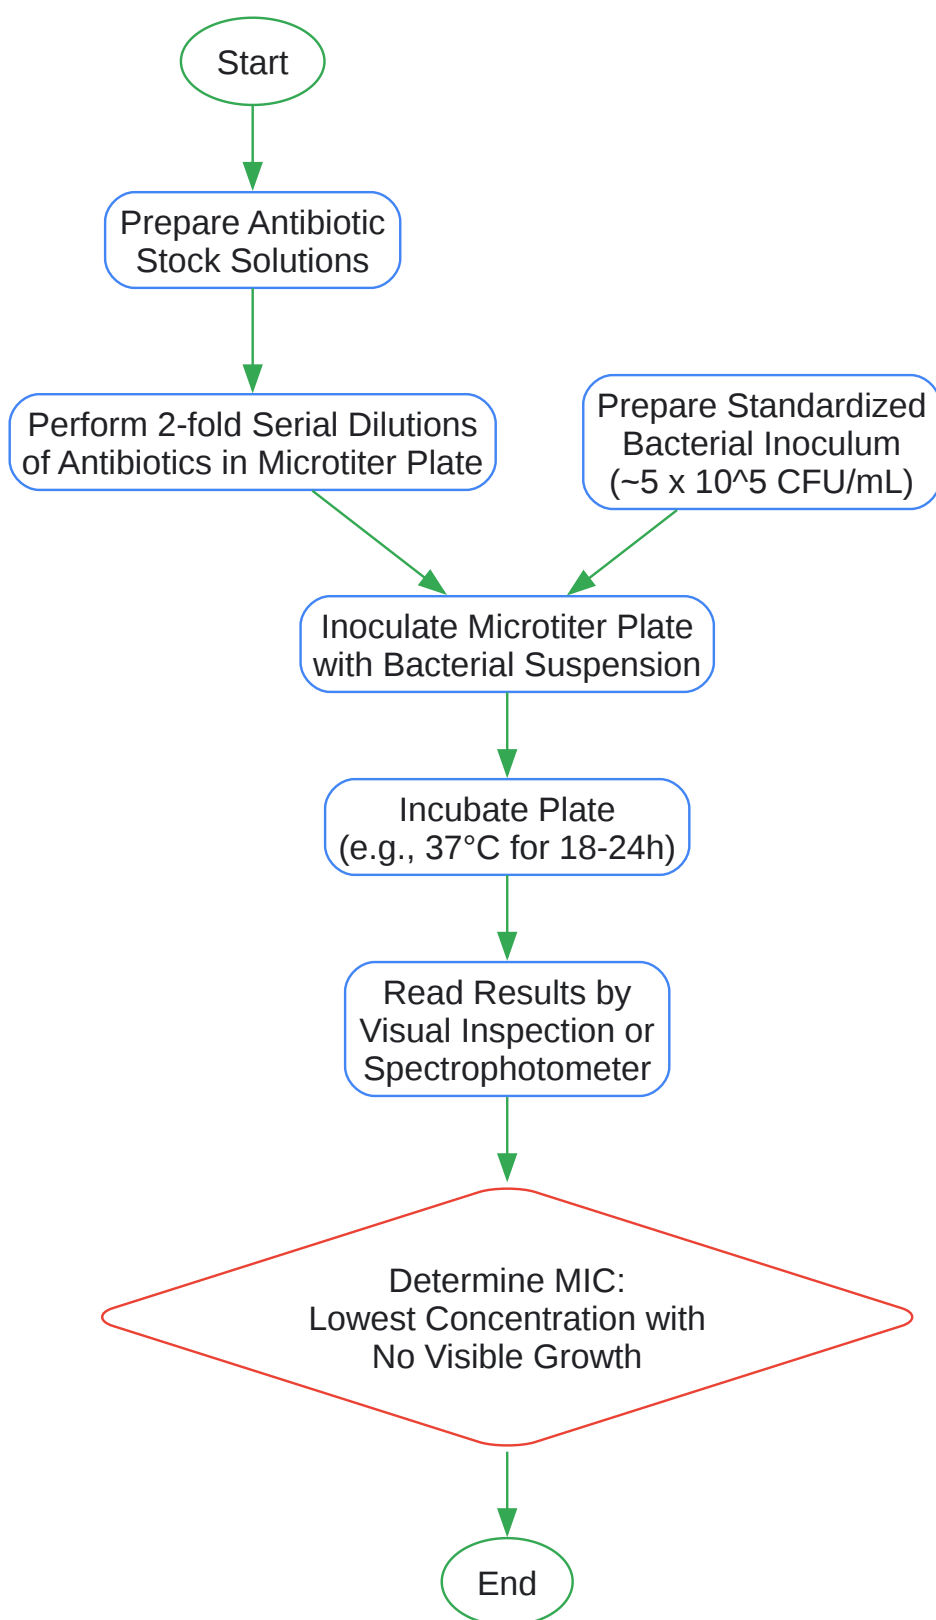 Start
Prepare Antibiotic
Stock Solutions
Perform 2-fold Serial Dilutions
of Antibiotics in Microtiter Plate
Prepare Standardized
Bacterial Inoculum
(~5 x 10^5 CFU/mL)
Inoculate Microtiter Plate
with Bacterial Suspension
Incubate Plate
(e.g., 37°C for 18-24h)
Read Results by
Visual Inspection or
Spectrophotometer
Determine MIC:
Lowest Concentration with
No Visible Growth
End